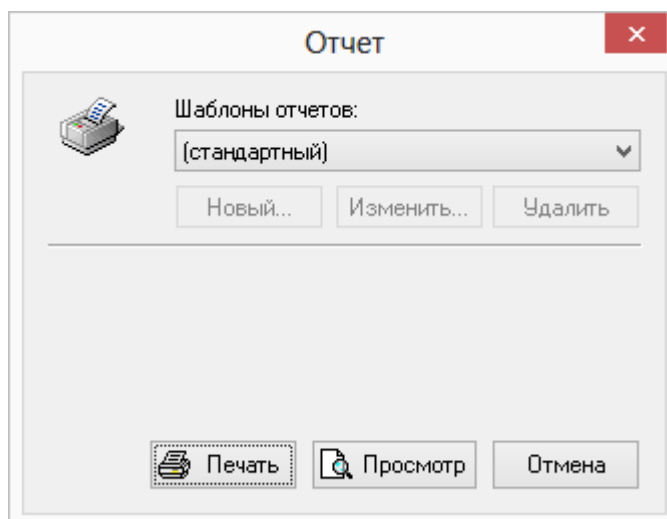 Отчет
Шаблоны отчетов:
(стандартный)
Новый... Изменить... Удалить
Печать Просмотр Отмена